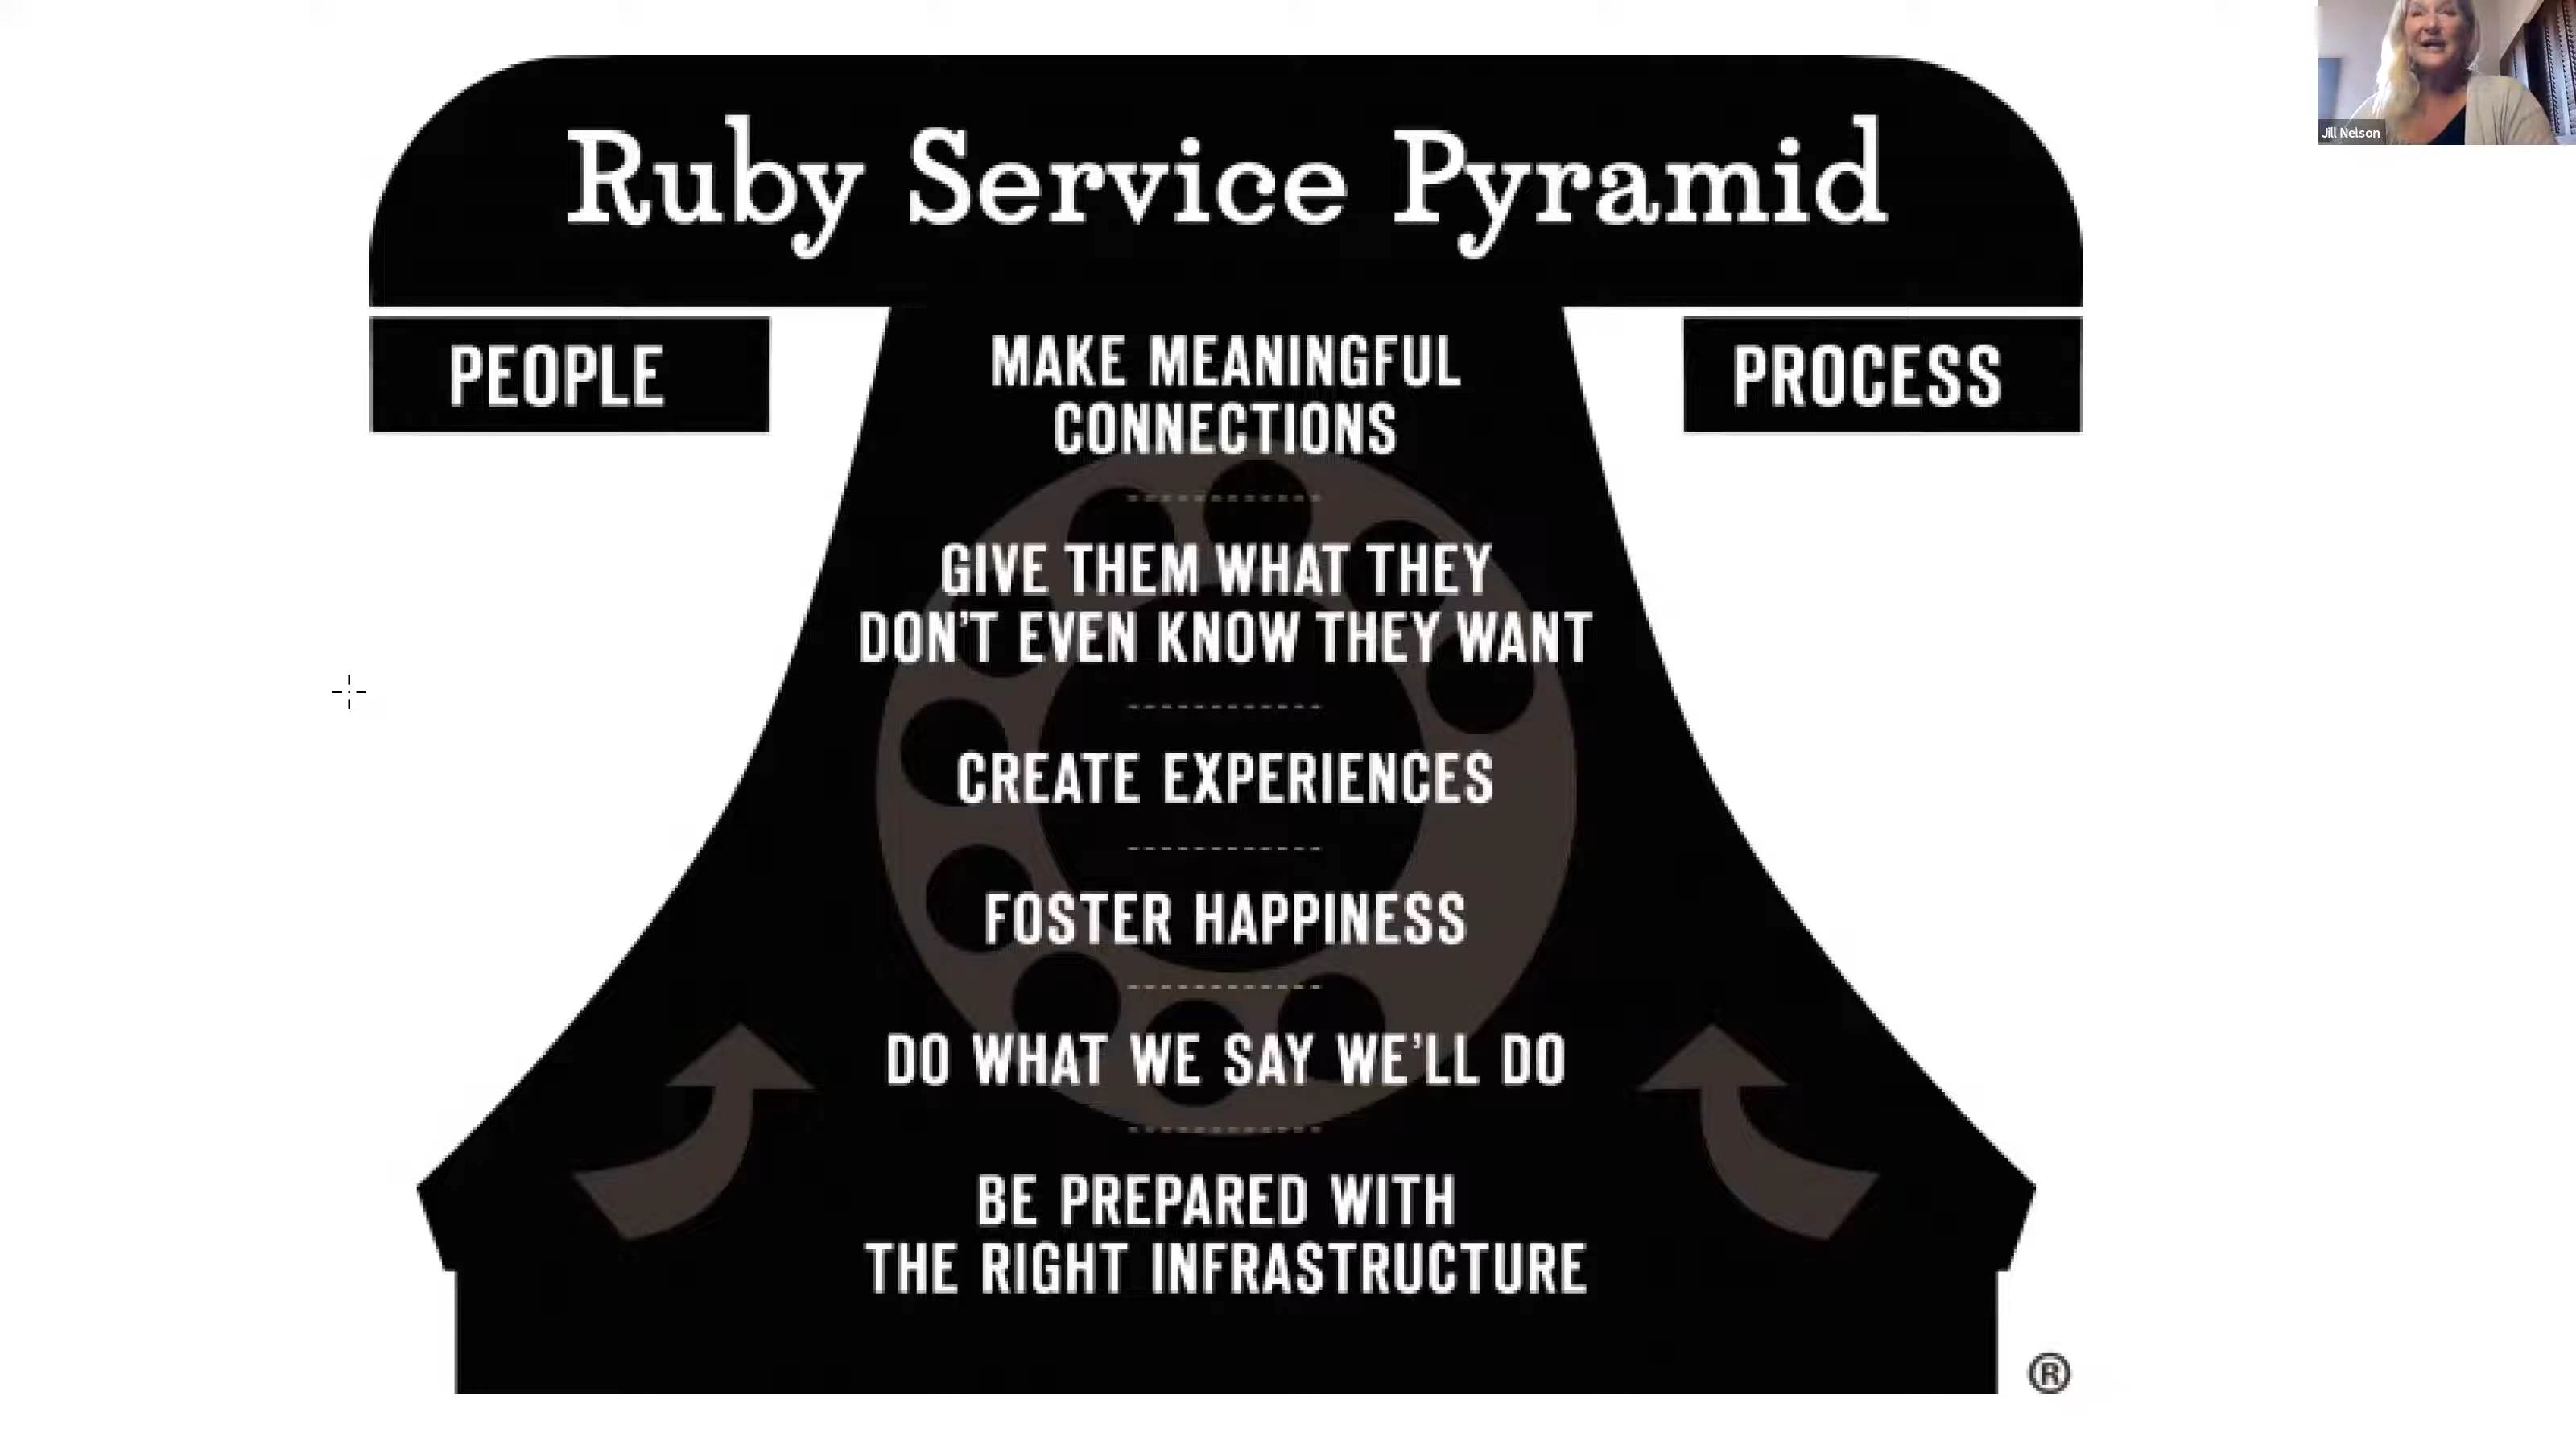 Jill Nelson
Ruby Service Pyramid
PEOPLE
PROCESS
MAKE MEANINGFUL
CONNECTIONS
GIVE THEM WHAT THEY
DON'T EVEN KNOW THEY WANT
CREATE EXPERIENCES
FOSTER HAPPINESS
DO WHAT WE SAY WE'LL DO
BE PREPARED WITH
THE RIGHT INFRASTRUCTURE
®